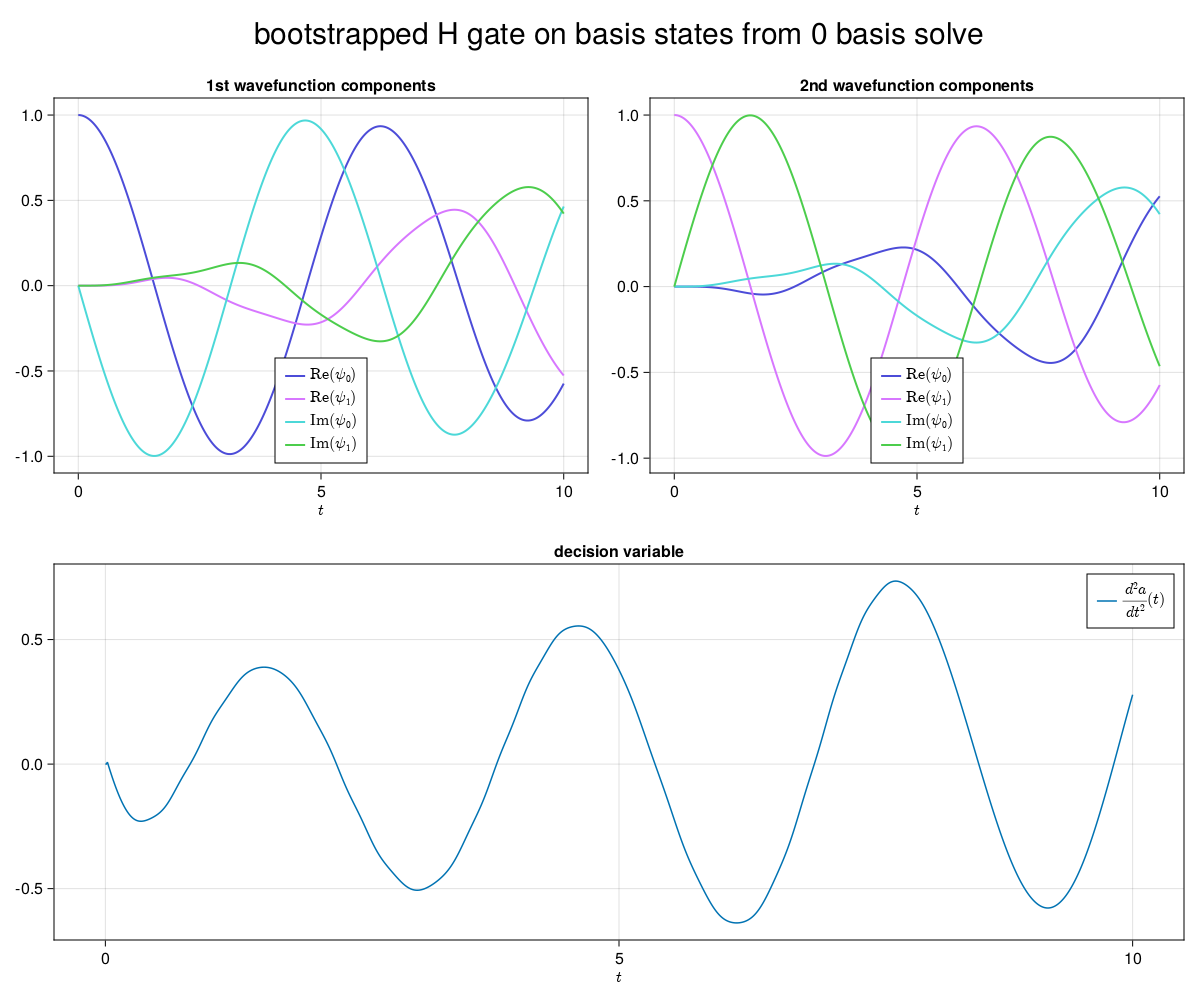 bootstrapped H gate on basis states from 0 basis solve
1st wavefunction components
1.0
0.5
0.0
-0.5
-1.0
Re(ψ₀)
Re(ψ₁)
Im(ψ₀)
Im(ψ₁)
0 5 10
t
2nd wavefunction components
1.0
0.5
0.0
-0.5
-1.0
Re(ψ₀)
Re(ψ₁)
Im(ψ₀)
Im(ψ₁)
0 5 10
t
decision variable
0.5
0.0
-0.5
d²a
dt²
(t)
0 5 10
t